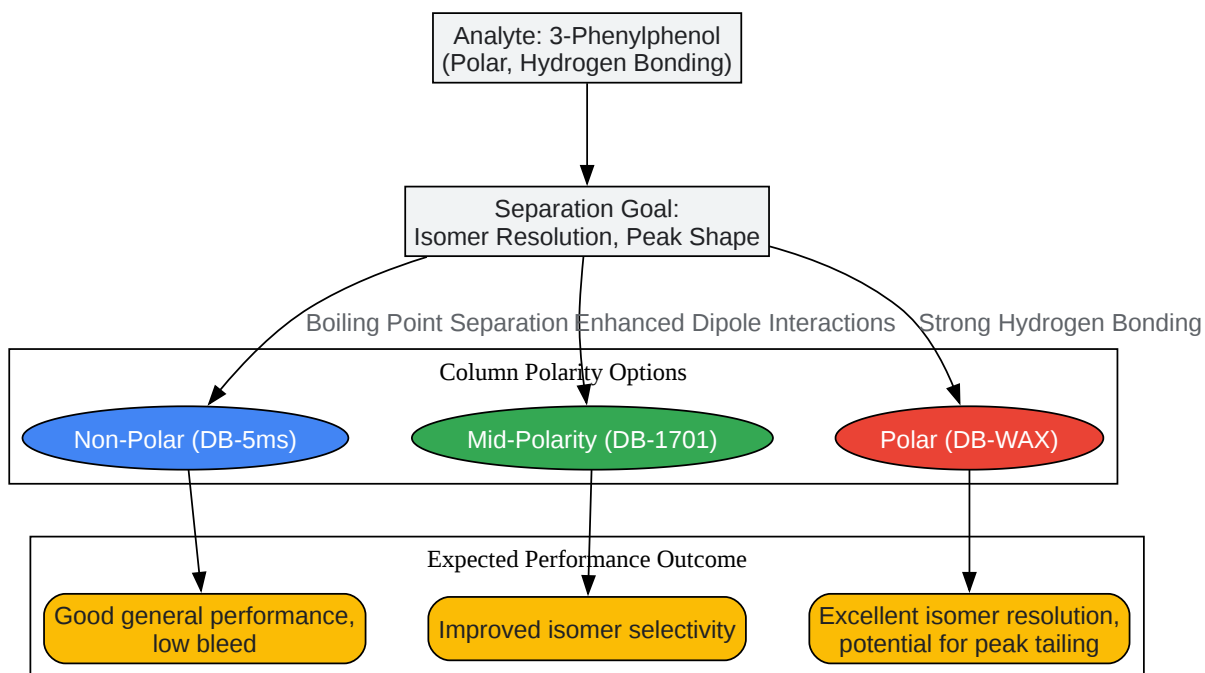 Analyte: 3-Phenylphenol
(Polar, Hydrogen Bonding)
Separation Goal:
Isomer Resolution, Peak Shape
Boiling Point Separation
Enhanced Dipole Interactions
Strong Hydrogen Bonding
Column Polarity Options
Non-Polar (DB-5ms)
Mid-Polarity (DB-1701)
Polar (DB-WAX)
Expected Performance Outcome
Good general performance,
low bleed
Improved isomer selectivity
Excellent isomer resolution,
potential for peak tailing